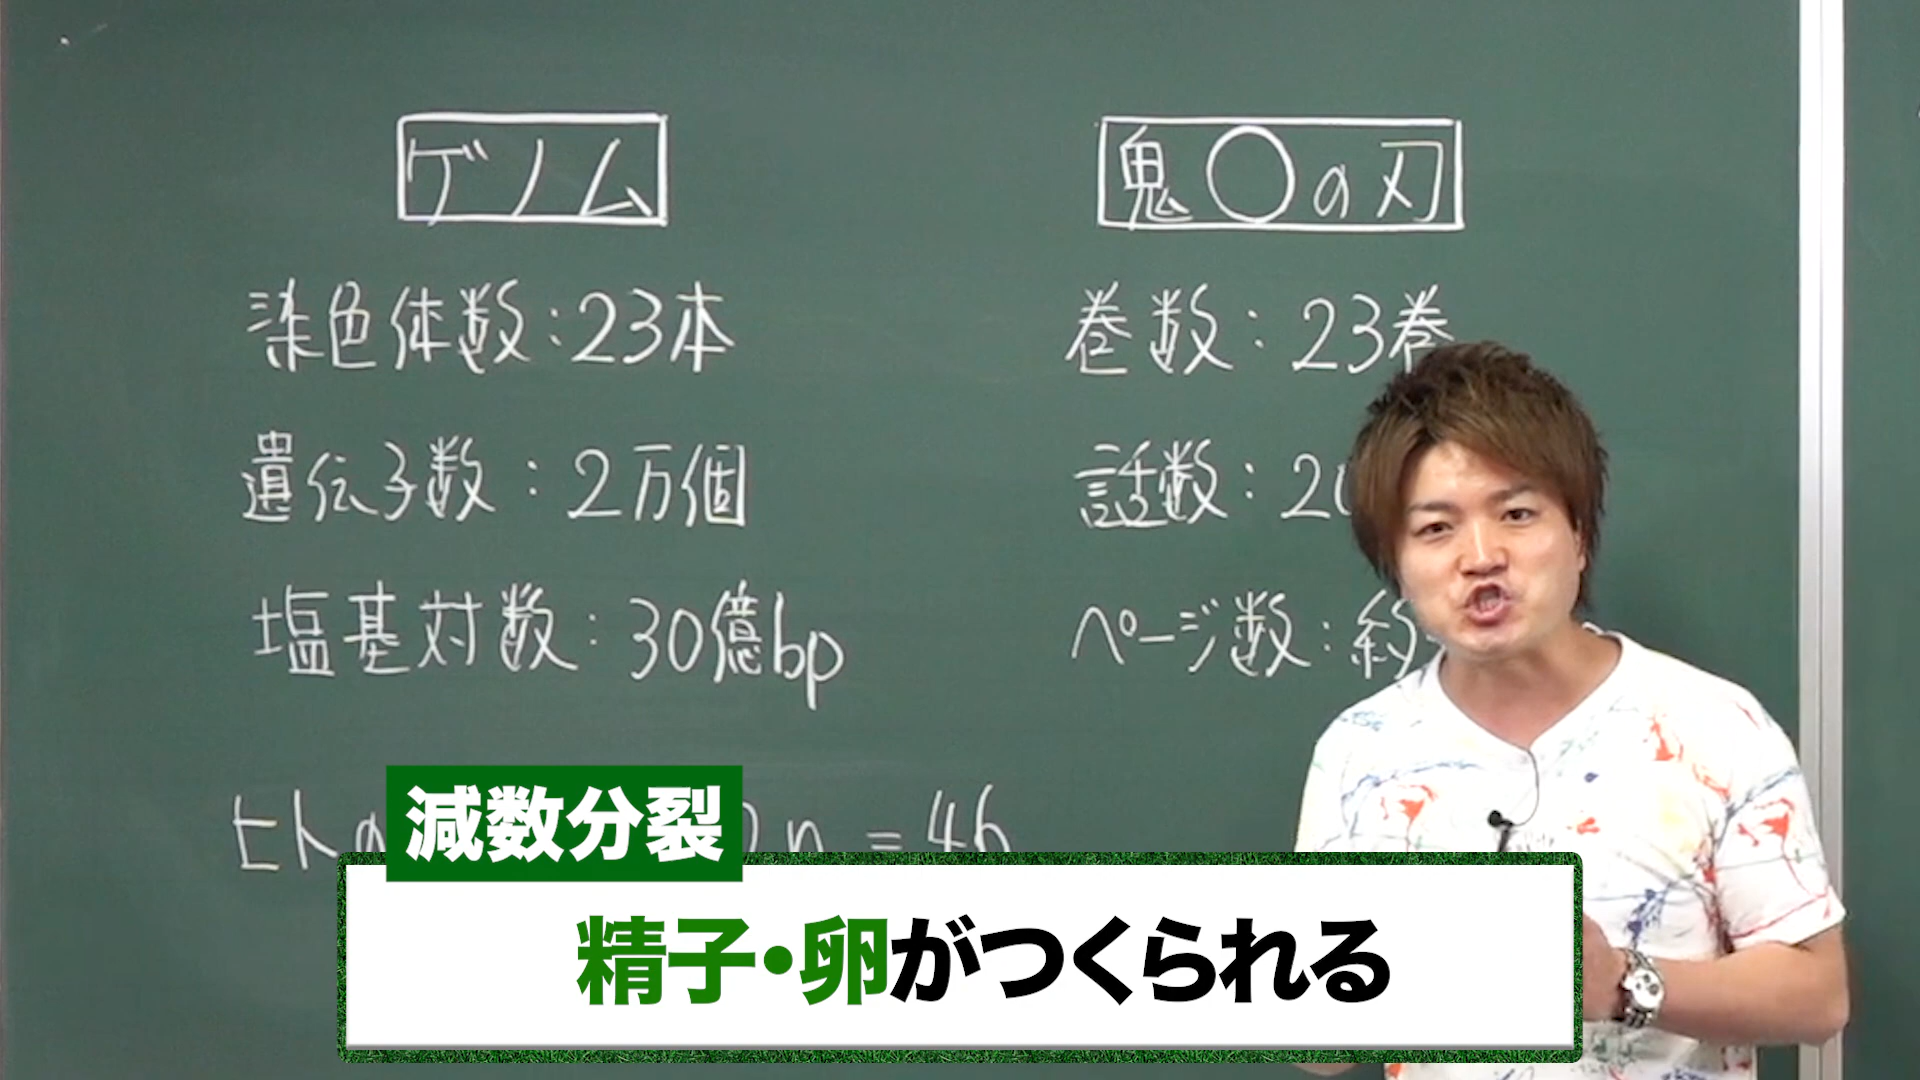 ゲノム
染色体数:23本
遺伝子数:2万個
塩基対数:30億bp
鬼〇の刃
巻数:23巻
話数:20
ページ数:約
ヒトの
n = 46
減数分裂
精子・卵がつくられる